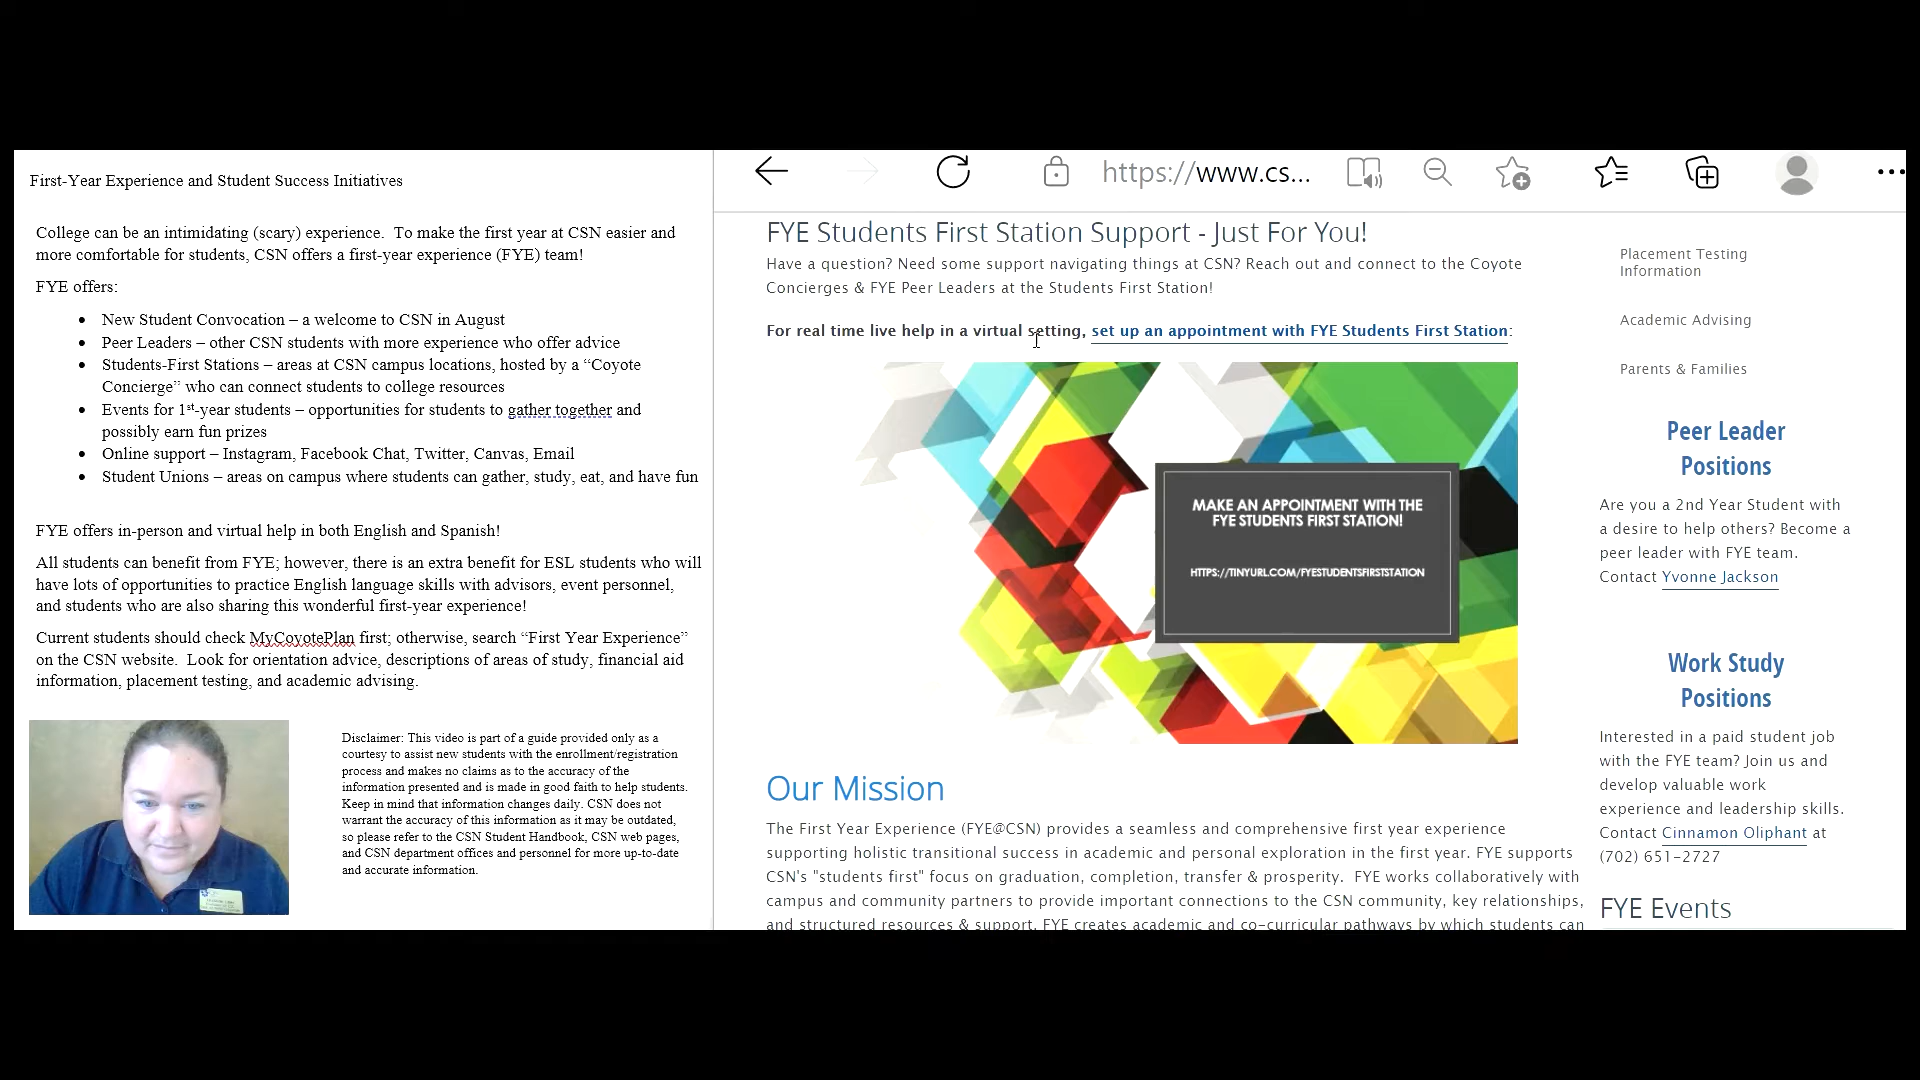 First-Year Experience and Student Success Initiatives
College can be an intimidating (scary) experience.  To make the first year at CSN easier and
more comfortable for students, CSN offers a first-year experience (FYE) team!
FYE offers:
• New Student Convocation – a welcome to CSN in August
• Peer Leaders – other CSN students with more experience who offer advice
• Students-First Stations – areas at CSN campus locations, hosted by a “Coyote
Concierge” who can connect students to college resources
• Events for 1st-year students – opportunities for students to gather together and
possibly earn fun prizes
• Online support – Instagram, Facebook Chat, Twitter, Canvas, Email
• Student Unions – areas on campus where students can gather, study, eat, and have fun
FYE offers in-person and virtual help in both English and Spanish!
All students can benefit from FYE; however, there is an extra benefit for ESL students who will
have lots of opportunities to practice English language skills with advisors, event personnel,
and students who are also sharing this wonderful first-year experience!
Current students should check MyCoyotePlan first; otherwise, search “First Year Experience”
on the CSN website.  Look for orientation advice, descriptions of areas of study, financial aid
information, placement testing, and academic advising.
Disclaimer: This video is part of a guide provided only as a
courtesy to assist new students with the enrollment/registration
process and makes no claims as to the accuracy of the
information presented and is made in good faith to help students.
Keep in mind that information changes daily. CSN does not
warrant the accuracy of this information as it may be outdated,
so please refer to the CSN Student Handbook, CSN web pages,
and CSN department offices and personnel for more up-to-date
and accurate information.
https://www.cs...
FYE Students First Station Support - Just For You!
Have a question? Need some support navigating things at CSN? Reach out and connect to the Coyote
Concierges & FYE Peer Leaders at the Students First Station!
For real time live help in a virtual setting, set up an appointment with FYE Students First Station:
MAKE AN APPOINTMENT WITH THE
FYE STUDENTS FIRST STATION!
HTTPS://TINYURL.COM/FYESTUDENTSFIRSTSTATION
Our Mission
The First Year Experience (FYE@CSN) provides a seamless and comprehensive first year experience
supporting holistic transitional success in academic and personal exploration in the first year. FYE supports
CSN's "students first" focus on graduation, completion, transfer & prosperity.  FYE works collaboratively with
campus and community partners to provide important connections to the CSN community, key relationships,
and structured resources & support. FYE creates academic and co-curricular pathways by which students can
Placement Testing
Information
Academic Advising
Parents & Families
Peer Leader
Positions
Are you a 2nd Year Student with
a desire to help others? Become a
peer leader with FYE team.
Contact Yvonne Jackson
Work Study
Positions
Interested in a paid student job
with the FYE team? Join us and
develop valuable work
experience and leadership skills.
Contact Cinnamon Oliphant at
(702) 651-2727
FYE Events